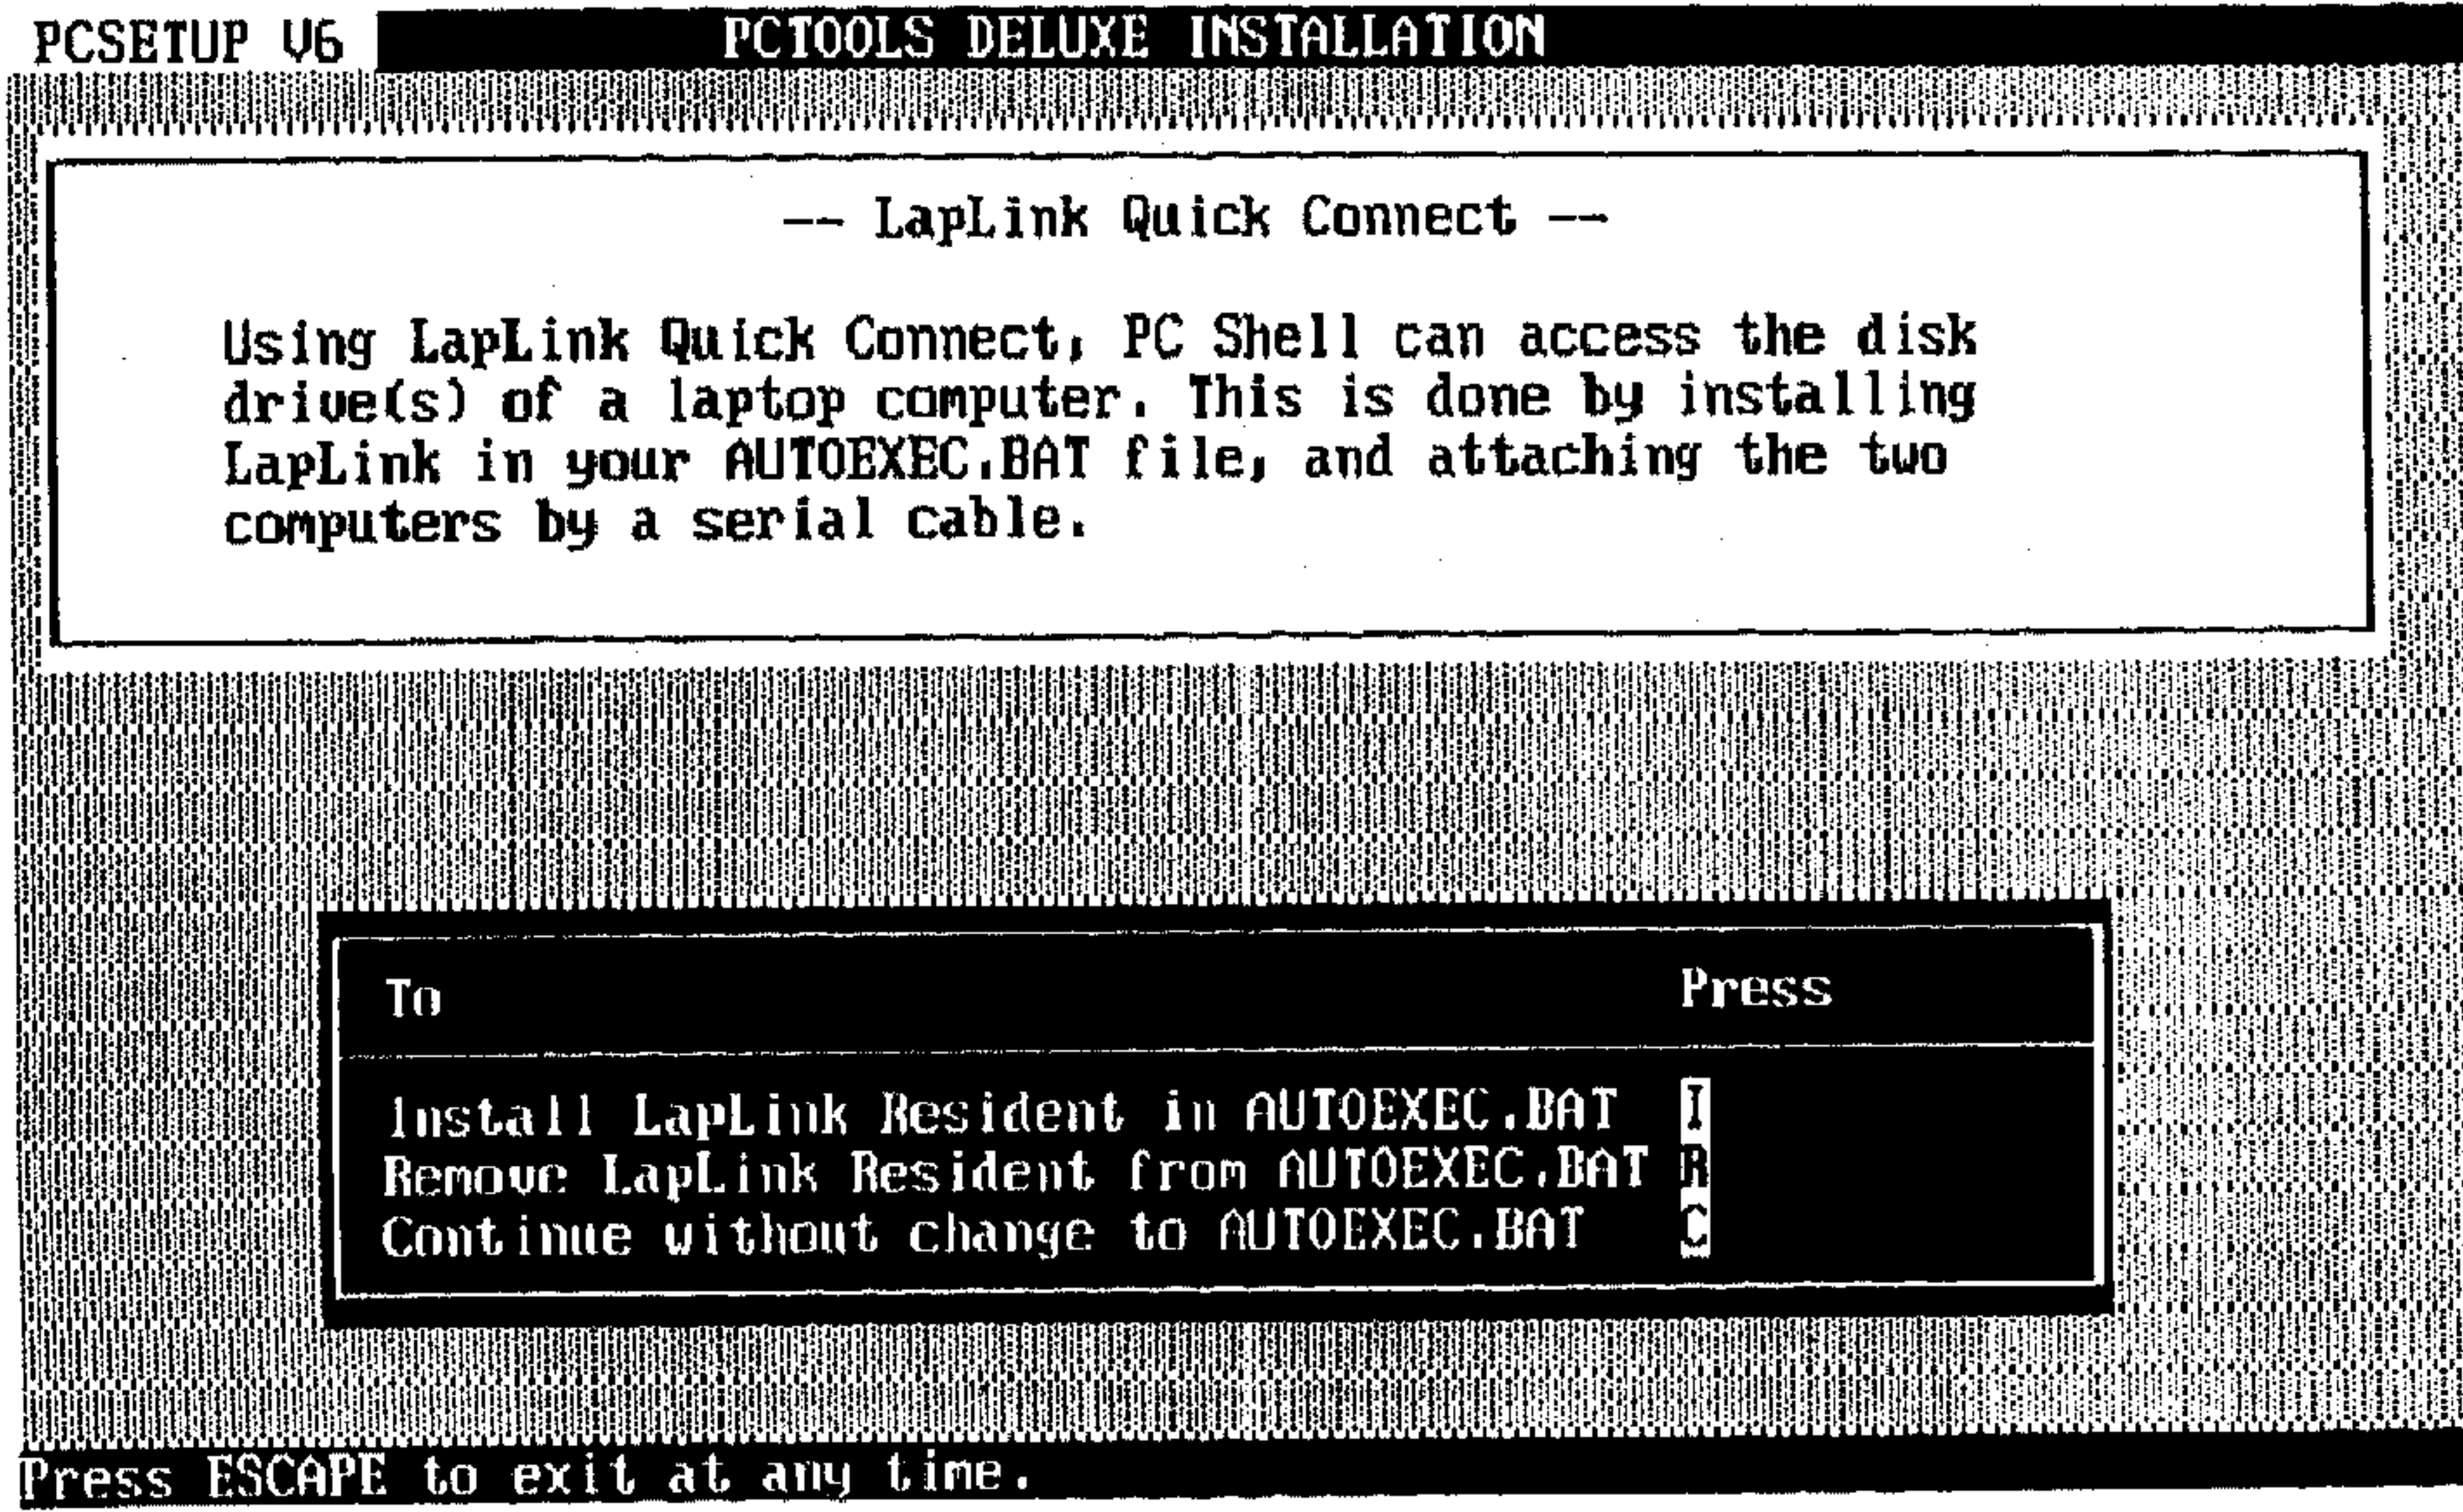 PCSETUP V6 PCTOOLS DELUXE INSTALLATION
-- LapLink Quick Connect --
Using LapLink Quick Connect, PC Shell can access the disk
drive(s) of a laptop computer. This is done by installing
LapLink in your AUTOEXEC.BAT file, and attaching the two
computers by a serial cable.
To Press
Install LapLink Resident in AUTOEXEC.BAT I
Remove LapLink Resident from AUTOEXEC.BAT R
Continue without change to AUTOEXEC.BAT C
Press ESCAPE to exit at any time.